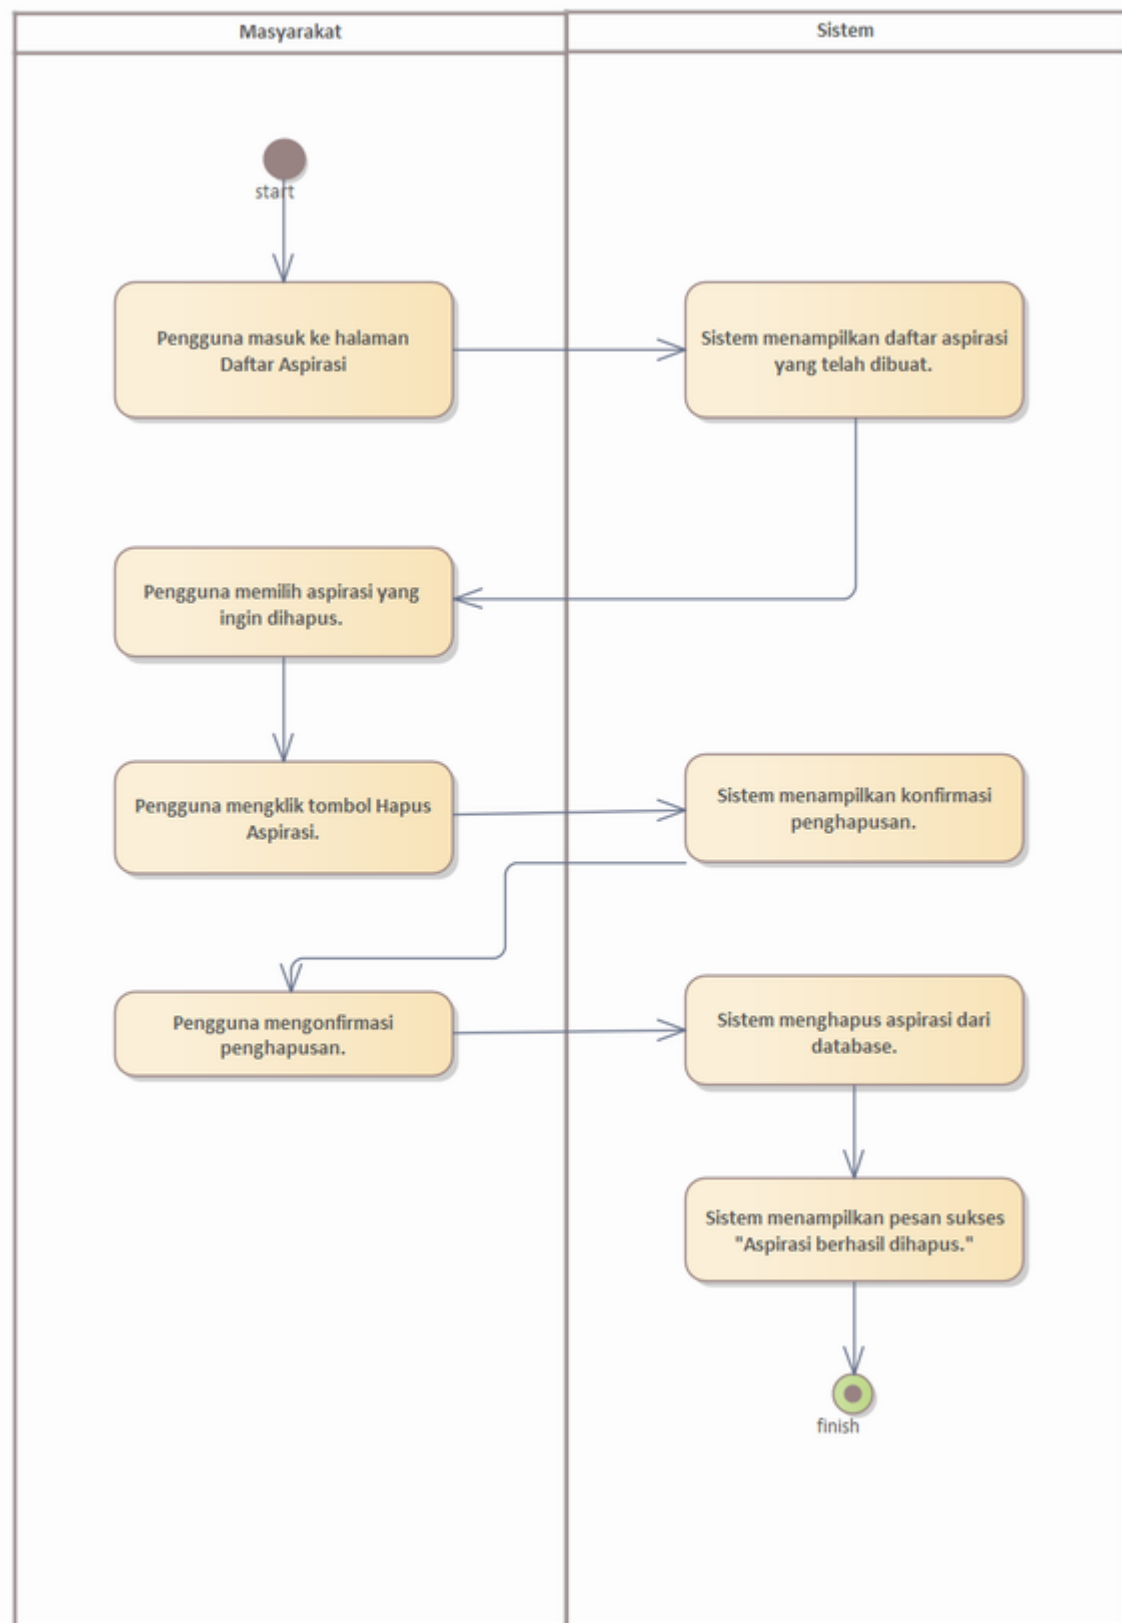 Masyarakat
Sistem
start
Pengguna masuk ke halaman
Daftar Aspirasi
Sistem menampilkan daftar aspirasi
yang telah dibuat.
Pengguna memilih aspirasi yang
ingin dihapus.
Pengguna mengklik tombol Hapus
Aspirasi.
Sistem menampilkan konfirmasi
penghapusan.
Pengguna mengonfirmasi
penghapusan.
Sistem menghapus aspirasi dari
database.
Sistem menampilkan pesan sukses
"Aspirasi berhasil dihapus."
finish